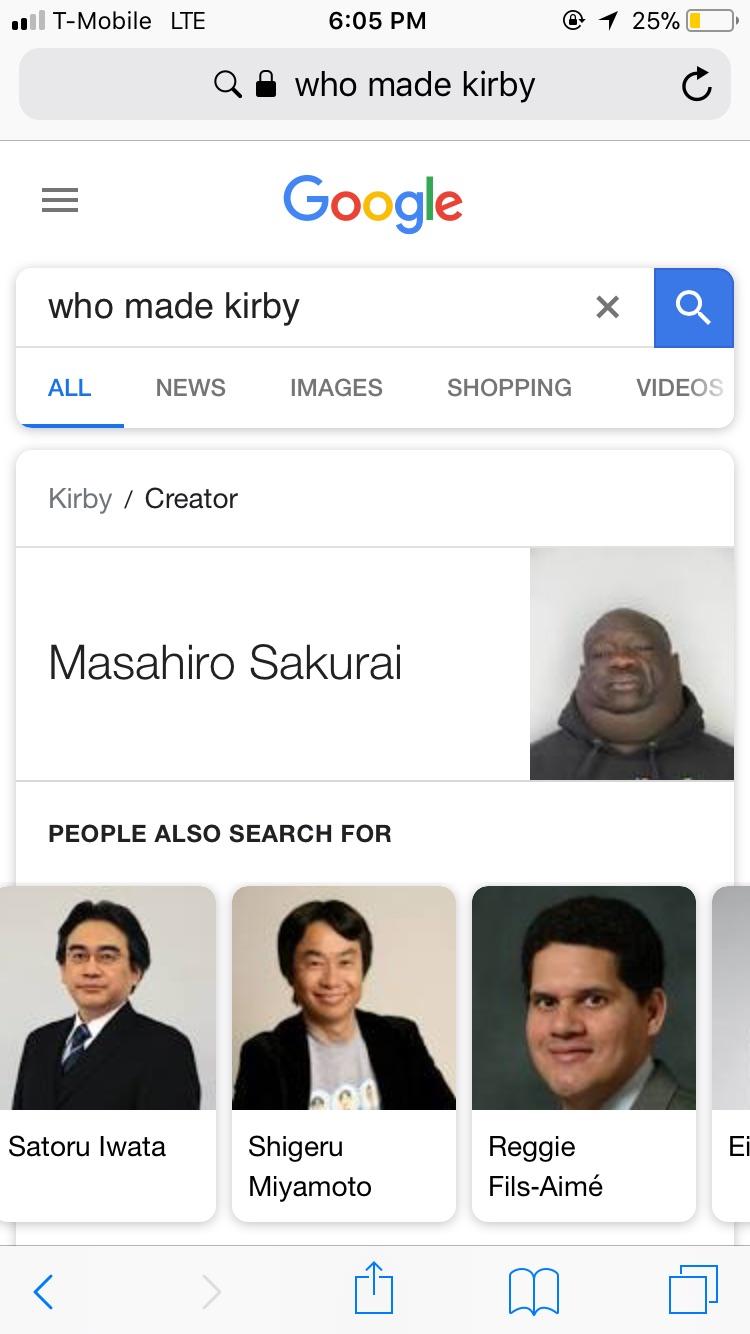 T-Mobile LTE 6:05 PM 25%
who made kirby
Google
who made kirby
ALL NEWS IMAGES SHOPPING VIDEOS
Kirby / Creator
Masahiro Sakurai
PEOPLE ALSO SEARCH FOR
Satoru Iwata
Shigeru
Miyamoto
Reggie
Fils-Aimé
Ei